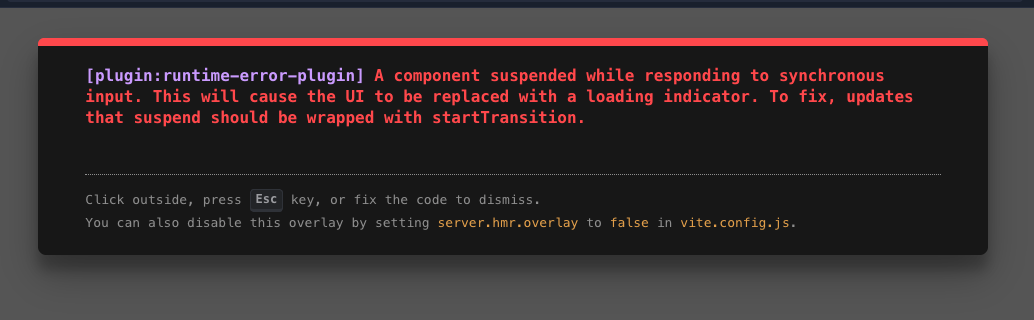 [plugin:runtime-error-plugin] A component suspended while responding to synchronous
input. This will cause the UI to be replaced with a loading indicator. To fix, updates
that suspend should be wrapped with startTransition.
Click outside, press Esc key, or fix the code to dismiss.
You can also disable this overlay by setting server.hmr.overlay to false in vite.config.js.